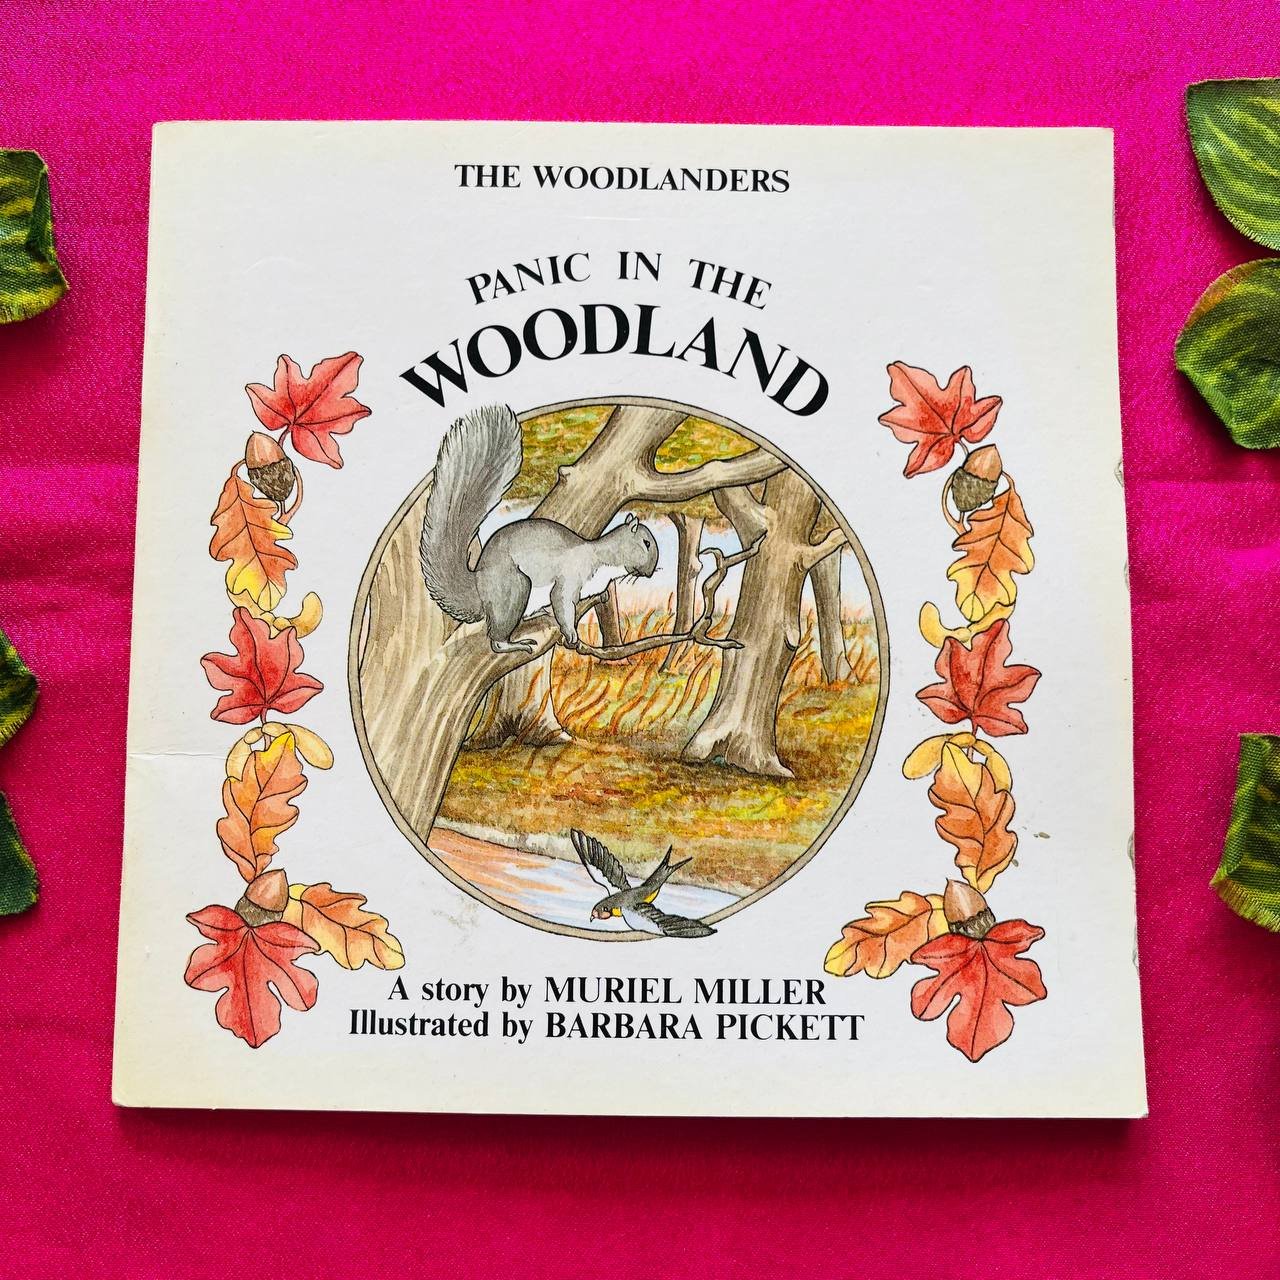 THE WOODLANDERS
PANIC IN THE
WOODLAND
A story by MURIEL MILLER
Illustrated by BARBARA PICKETT